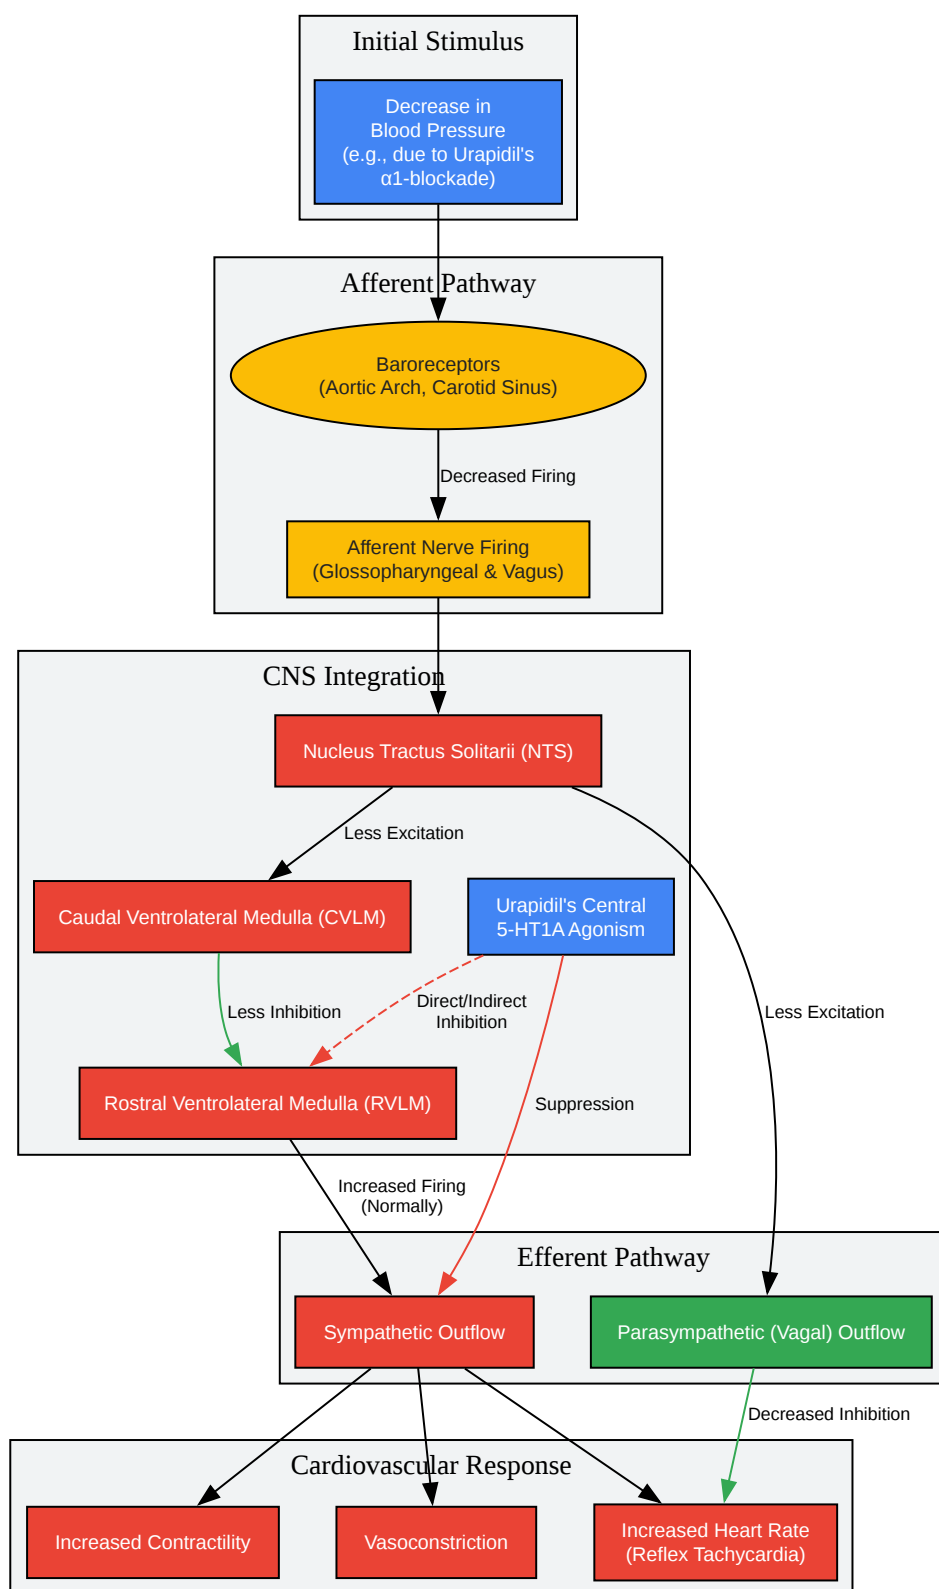 Initial Stimulus
Decrease in
Blood Pressure
(e.g., due to Urapidil's
α1-blockade)
Afferent Pathway
Baroreceptors
(Aortic Arch, Carotid Sinus)
Decreased Firing
Afferent Nerve Firing
(Glossopharyngeal & Vagus)
CNS Integration
Nucleus Tractus Solitarii (NTS)
Less Excitation
Caudal Ventrolateral Medulla (CVLM)
Urapidil's Central
5-HT1A Agonism
Less Inhibition
Direct/Indirect
Inhibition
Less Excitation
Rostral Ventrolateral Medulla (RVLM)
Suppression
Increased Firing
(Normally)
Efferent Pathway
Sympathetic Outflow
Parasympathetic (Vagal) Outflow
Decreased Inhibition
Cardiovascular Response
Increased Contractility
Vasoconstriction
Increased Heart Rate
(Reflex Tachycardia)